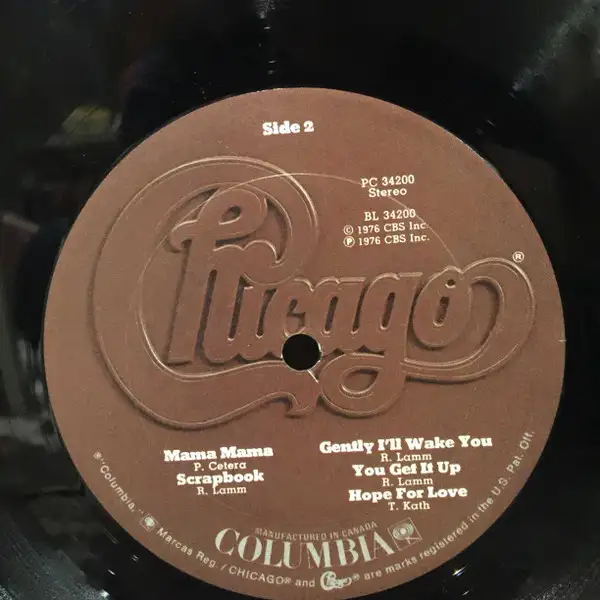 Side 2
PC 34200
Stereo
BL 34200
© 1976 CBS Inc.
℗ 1976 CBS Inc.
Chicago®
Mama Mama
P. Cetera
Scrapbook
R. Lamm
Gently I'll Wake You
R. Lamm
You Get It Up
R. Lamm
Hope For Love
T. Kath
MANUFACTURED IN CANADA
COLUMBIA
®"Columbia," Marcas Reg. / CHICAGO® and Chicago® are marks registered in the U.S. Pat. Off.